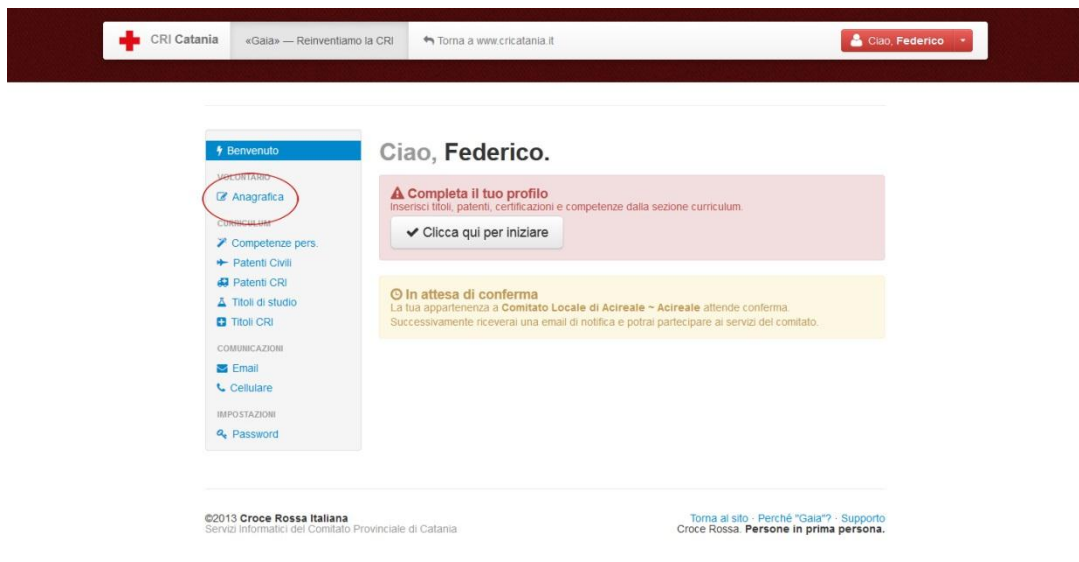 CRI Catania
«Gaia» — Reinventiamo la CRI
Torna a www.cricatania.it
Ciao, Federico
Benvenuto
VOLONTARIO
Anagrafica
CURRICULUM
Competenze pers.
Patenti Civili
Patenti CRI
Titoli di studio
Titoli CRI
COMUNICAZIONI
Email
Cellulare
IMPOSTAZIONI
Password
Ciao, Federico.
Completa il tuo profilo
Inserisci titoli, patenti, certificazioni e competenze dalla sezione curriculum.
Clicca qui per iniziare
In attesa di conferma
La tua appartenenza a Comitato Locale di Acireale ~ Acireale attende conferma.
Successivamente riceverai una email di notifica e potrai partecipare ai servizi del comitato.
©2013 Croce Rossa Italiana
Servizi Informatici del Comitato Provinciale di Catania
Torna al sito · Perché "Gaia"? · Supporto
Croce Rossa. Persone in prima persona.